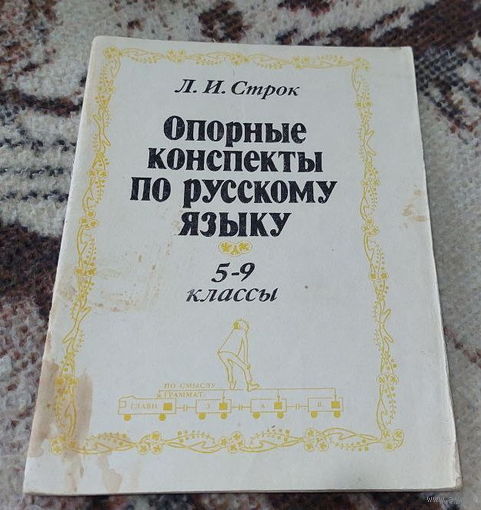 Л. И. Строк
Опорные
конспекты
по русскому
языку
5-9
классы
ПО СМЫСЛУ
ГРАММАТ.
ГЛАВН